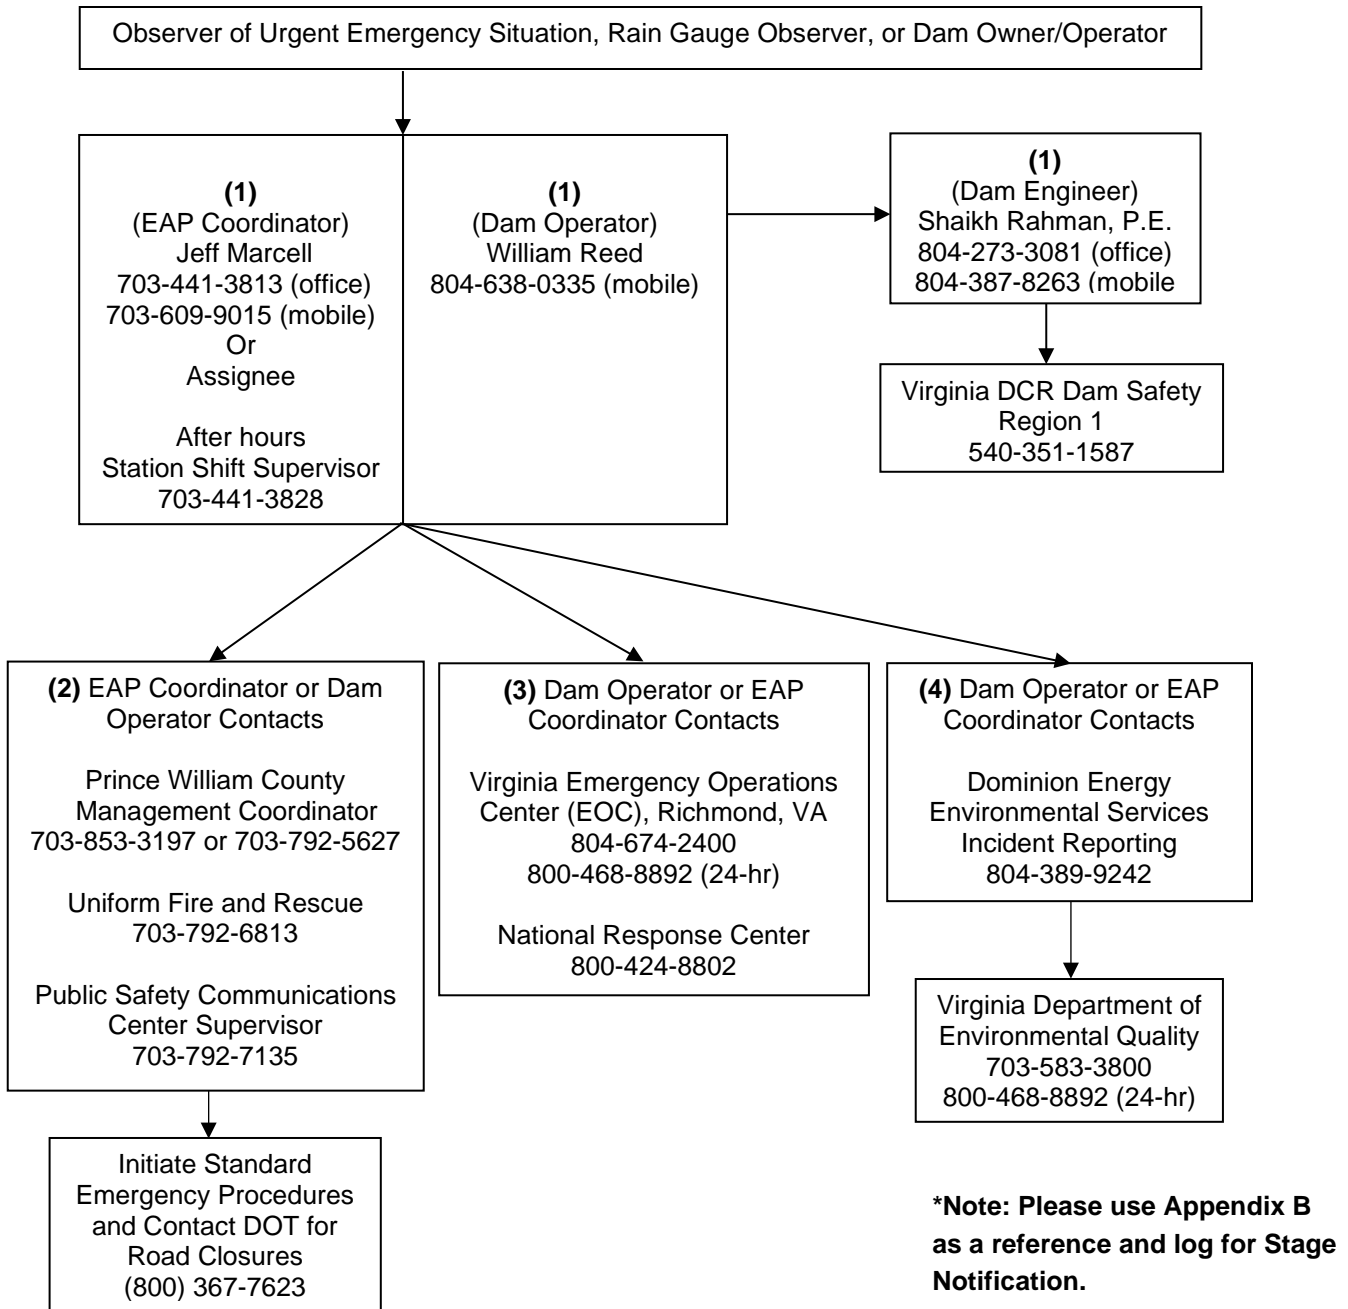 Observer of Urgent Emergency Situation, Rain Gauge Observer, or Dam Owner/Operator
(1)
(EAP Coordinator)
Jeff Marcell
703-441-3813 (office)
703-609-9015 (mobile)
Or
Assignee
After hours
Station Shift Supervisor
703-441-3828
(1)
(Dam Operator)
William Reed
804-638-0335 (mobile)
(1)
(Dam Engineer)
Shaikh Rahman, P.E.
804-273-3081 (office)
804-387-8263 (mobile
Virginia DCR Dam Safety
Region 1
540-351-1587
(2) EAP Coordinator or Dam
Operator Contacts
Prince William County
Management Coordinator
703-853-3197 or 703-792-5627
Uniform Fire and Rescue
703-792-6813
Public Safety Communications
Center Supervisor
703-792-7135
Initiate Standard
Emergency Procedures
and Contact DOT for
Road Closures
(800) 367-7623
(3) Dam Operator or EAP
Coordinator Contacts
Virginia Emergency Operations
Center (EOC), Richmond, VA
804-674-2400
800-468-8892 (24-hr)
National Response Center
800-424-8802
(4) Dam Operator or EAP
Coordinator Contacts
Dominion Energy
Environmental Services
Incident Reporting
804-389-9242
Virginia Department of
Environmental Quality
703-583-3800
800-468-8892 (24-hr)
*Note: Please use Appendix B
as a reference and log for Stage
Notification.